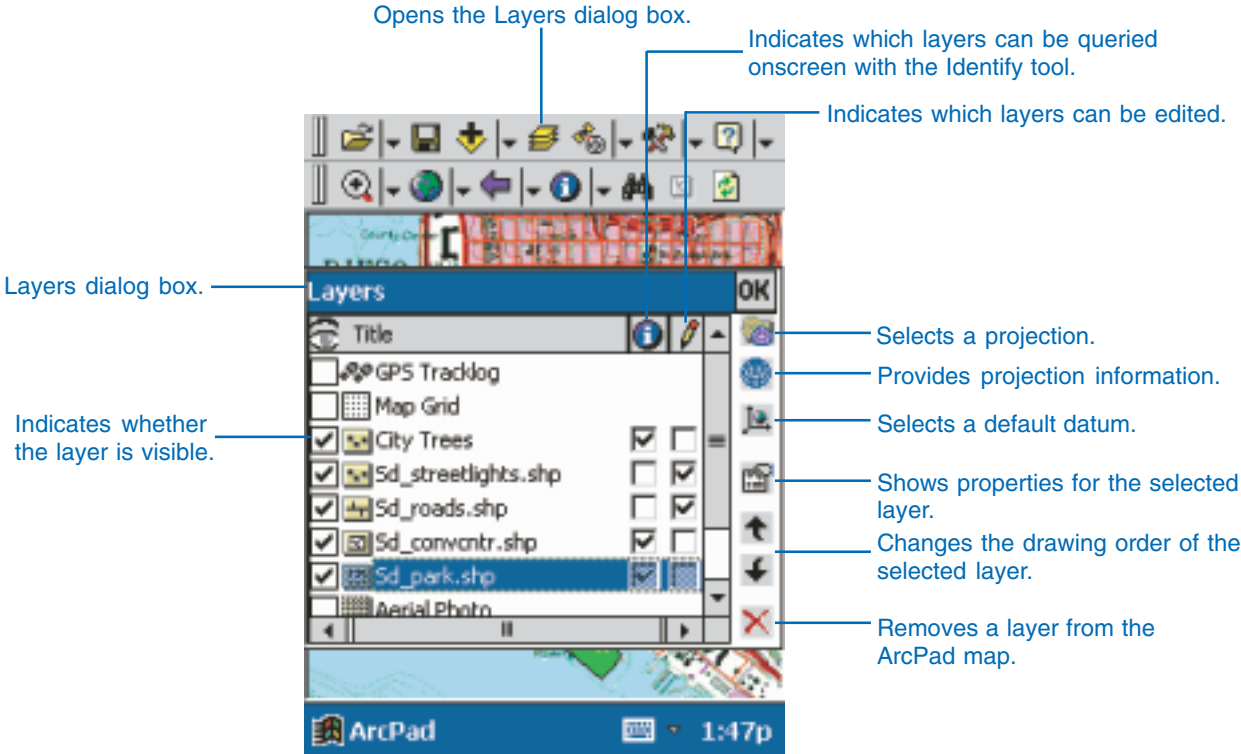 Opens the Layers dialog box.
Indicates which layers can be queried
onscreen with the Identify tool.
Indicates which layers can be edited.
Layers dialog box.
Layers
OK
Title
GPS Tracklog
Map Grid
City Trees
Sd_streetlights.shp
Sd_roads.shp
Sd_convcntr.shp
Sd_park.shp
Aerial Photo
Indicates whether
the layer is visible.
Selects a projection.
Provides projection information.
Selects a default datum.
Shows properties for the selected
layer.
Changes the drawing order of the
selected layer.
Removes a layer from the
ArcPad map.
ArcPad
1:47p